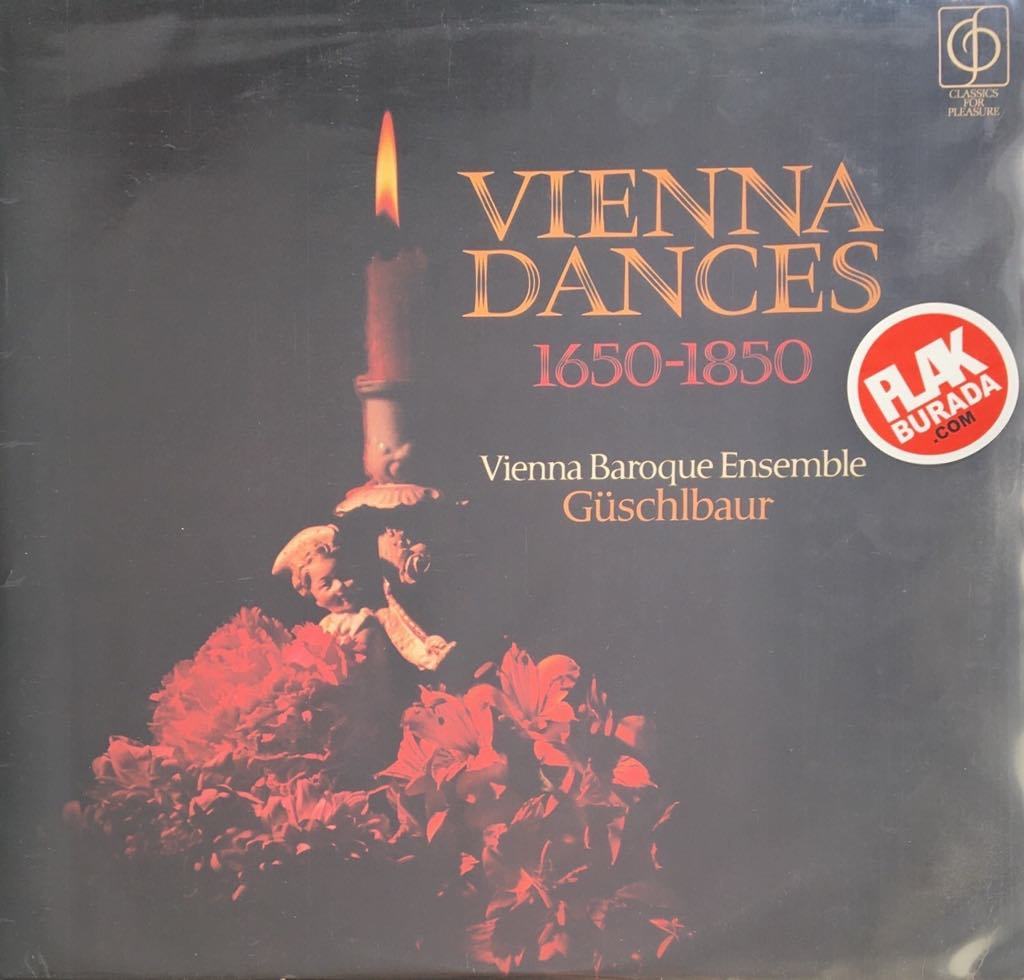 CLASSICS
FOR
PLEASURE
VIENNA
DANCES
1650-1850
PLAK
BURADA
.COM
Vienna Baroque Ensemble
Güschlbaur